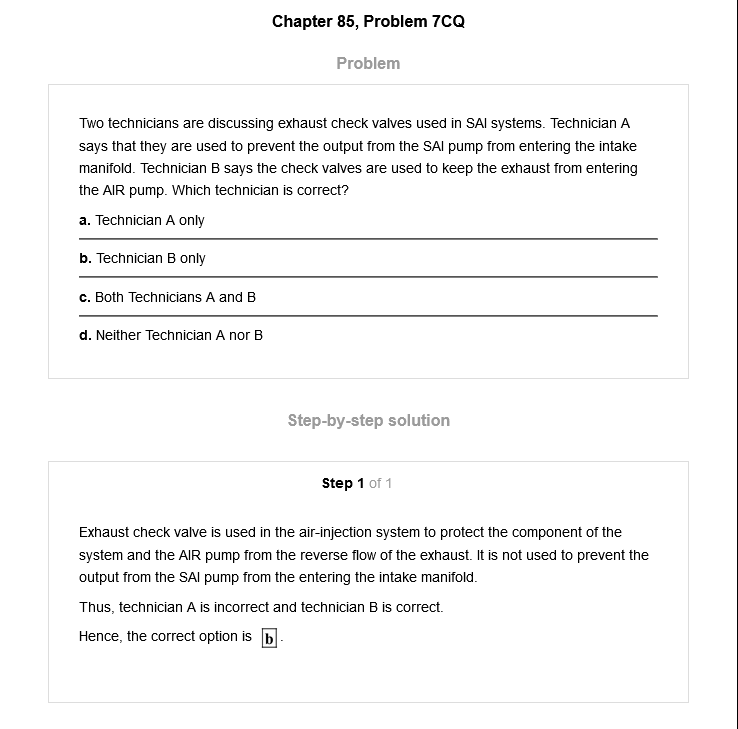 Chapter 85, Problem 7CQ
Problem
Two technicians are discussing exhaust check valves used in SAI systems. Technician A
says that they are used to prevent the output from the SAI pump from entering the intake
manifold. Technician B says the check valves are used to keep the exhaust from entering
the AIR pump. Which technician is correct?
a. Technician A only
b. Technician B only
c. Both Technicians A and B
d. Neither Technician A nor B
Step-by-step solution
Step 1 of 1
Exhaust check valve is used in the air-injection system to protect the component of the
system and the AIR pump from the reverse flow of the exhaust. It is not used to prevent the
output from the SAI pump from the entering the intake manifold.
Thus, technician A is incorrect and technician B is correct.
Hence, the correct option is b.